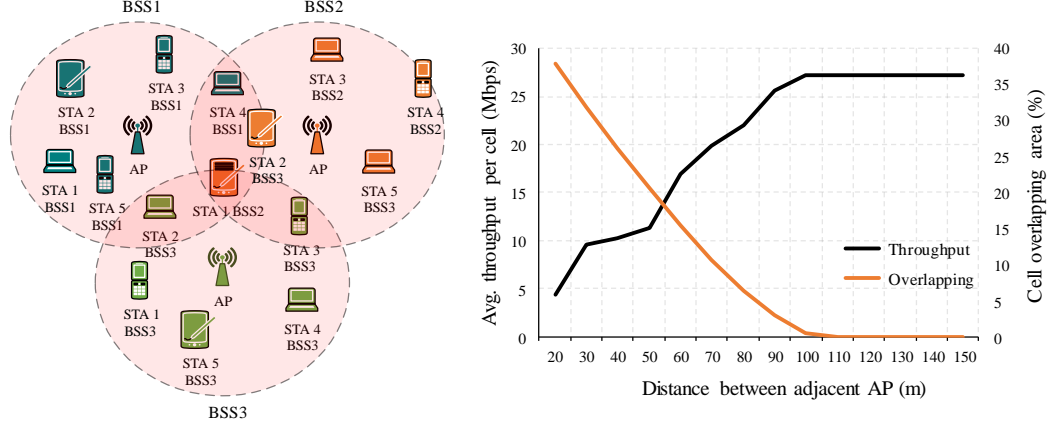 BSS1
BSS2
STA 3
BSS1
STA 2
BSS1
STA 3
BSS2
STA 4
BSS1
STA 4
BSS2
AP
STA 2
BSS3
AP
STA 1
BSS1
STA 5
BSS1
STA 1 BSS2
STA 5
BSS3
STA 2
BSS3
STA 3
BSS3
AP
STA 1
BSS3
STA 4
BSS3
STA 5
BSS3
BSS3
Avg. throughput per cell (Mbps)
30
25
20
15
10
5
0
40
35
30
25
20
15
10
5
0
Cell overlapping area (%)
Throughput
Overlapping
20 30 40 50 60 70 80 90 100 110 120 130 140 150
Distance between adjacent AP (m)